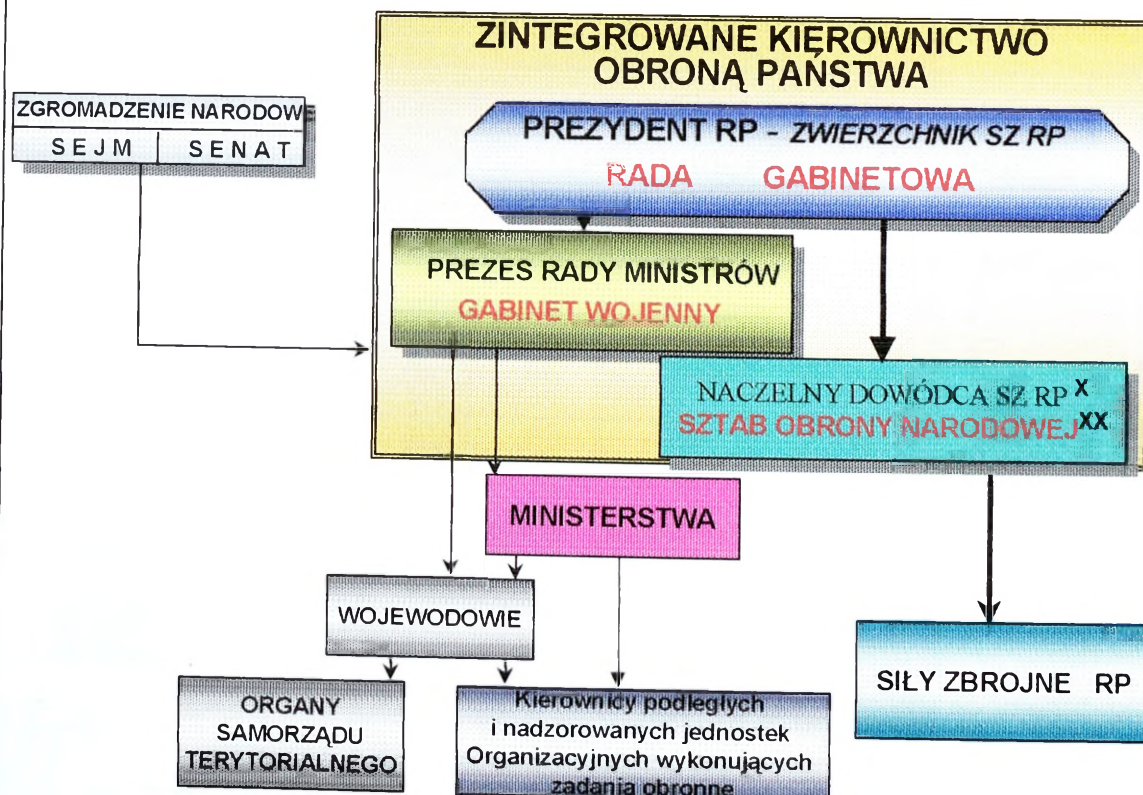 ZINTEGROWANE KIEROWNICTWO
OBRONĄ PAŃSTWA
ZGROMADZENIE NARODOWE
SEJM SENAT
PREZYDENT RP - ZWIERZCHNIK SZ RP
RADA GABINETOWA
PREZES RADY MINISTRÓW
GABINET WOJENNY
NACZELNY DOWÓDCA SZ RP X
SZTAB OBRONY NARODOWEJ XX
MINISTERSTWA
WOJEWODOWIE
SIŁY ZBROJNE RP
ORGANY
SAMORZĄDU
TERYTORIALNEGO
Kierownicy podległych
i nadzorowanych jednostek
Organizacyjnych wykonujących
zadania obronne